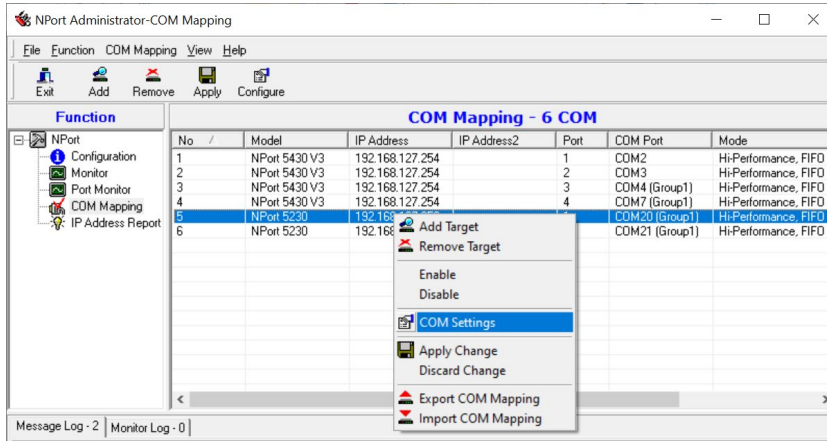 NPort Administrator-COM Mapping
File Function COM Mapping View Help
Exit Add Remove Apply Configure
Function
COM Mapping - 6 COM
NPort
Configuration
Monitor
Port Monitor
COM Mapping
IP Address Report
No / Model IP Address IP Address2 Port COM Port Mode
1 NPort 5430 V3 192.168.127.254 1 COM2 Hi-Performance, FIFO
2 NPort 5430 V3 192.168.127.254 2 COM3 Hi-Performance, FIFO
3 NPort 5430 V3 192.168.127.254 3 COM4 (Group1) Hi-Performance, FIFO
4 NPort 5430 V3 192.168.127.254 4 COM7 (Group1) Hi-Performance, FIFO
5 NPort 5230 COM20 (Group1) Hi-Performance, FIFO
6 NPort 5230 192.168 COM21 (Group1) Hi-Performance, FIFO
Add Target
Remove Target
Enable
Disable
COM Settings
Apply Change
Discard Change
Export COM Mapping
Import COM Mapping
Message Log - 2 Monitor Log - 0